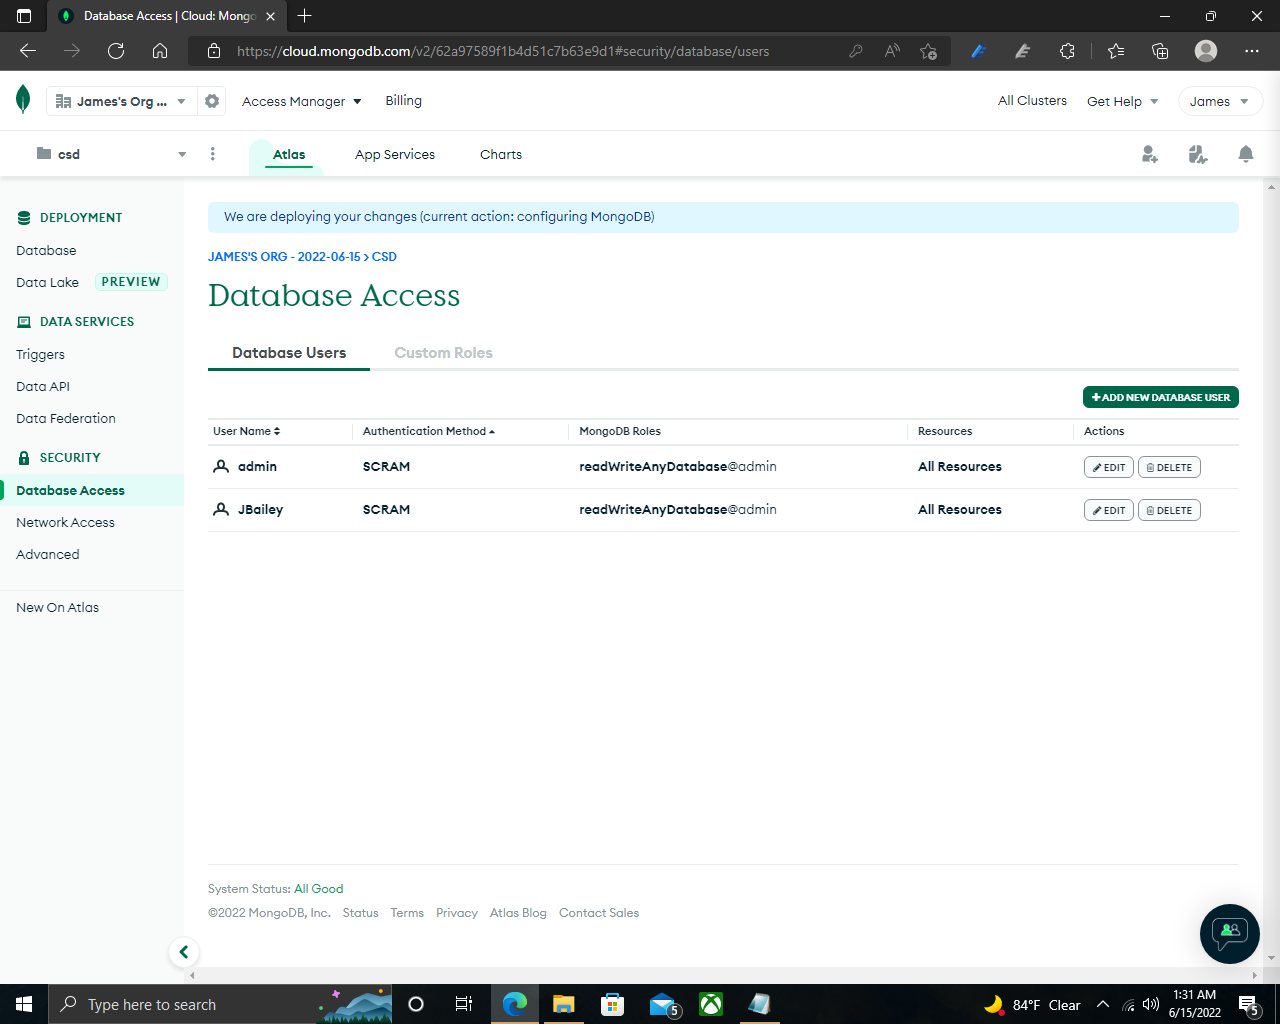 Database Access | Cloud: Mongo
https://cloud.mongodb.com/v2/62a97589f1b4d51c7b63e9d1#security/database/users
James's Org ...
Access Manager
Billing
All Clusters
Get Help
James
csd
Atlas
App Services
Charts
DEPLOYMENT
Database
Data Lake PREVIEW
DATA SERVICES
Triggers
Data API
Data Federation
SECURITY
Database Access
Network Access
Advanced
New On Atlas
We are deploying your changes (current action: configuring MongoDB)
JAMES'S ORG - 2022-06-15 > CSD
Database Access
Database Users Custom Roles
+ ADD NEW DATABASE USER
User Name Authentication Method MongoDB Roles Resources Actions
admin SCRAM readWriteAnyDatabase@admin All Resources EDIT DELETE
JBailey SCRAM readWriteAnyDatabase@admin All Resources EDIT DELETE
System Status: All Good
©2022 MongoDB, Inc. Status Terms Privacy Atlas Blog Contact Sales
Type here to search
5
84°F Clear
1:31 AM
6/15/2022
5